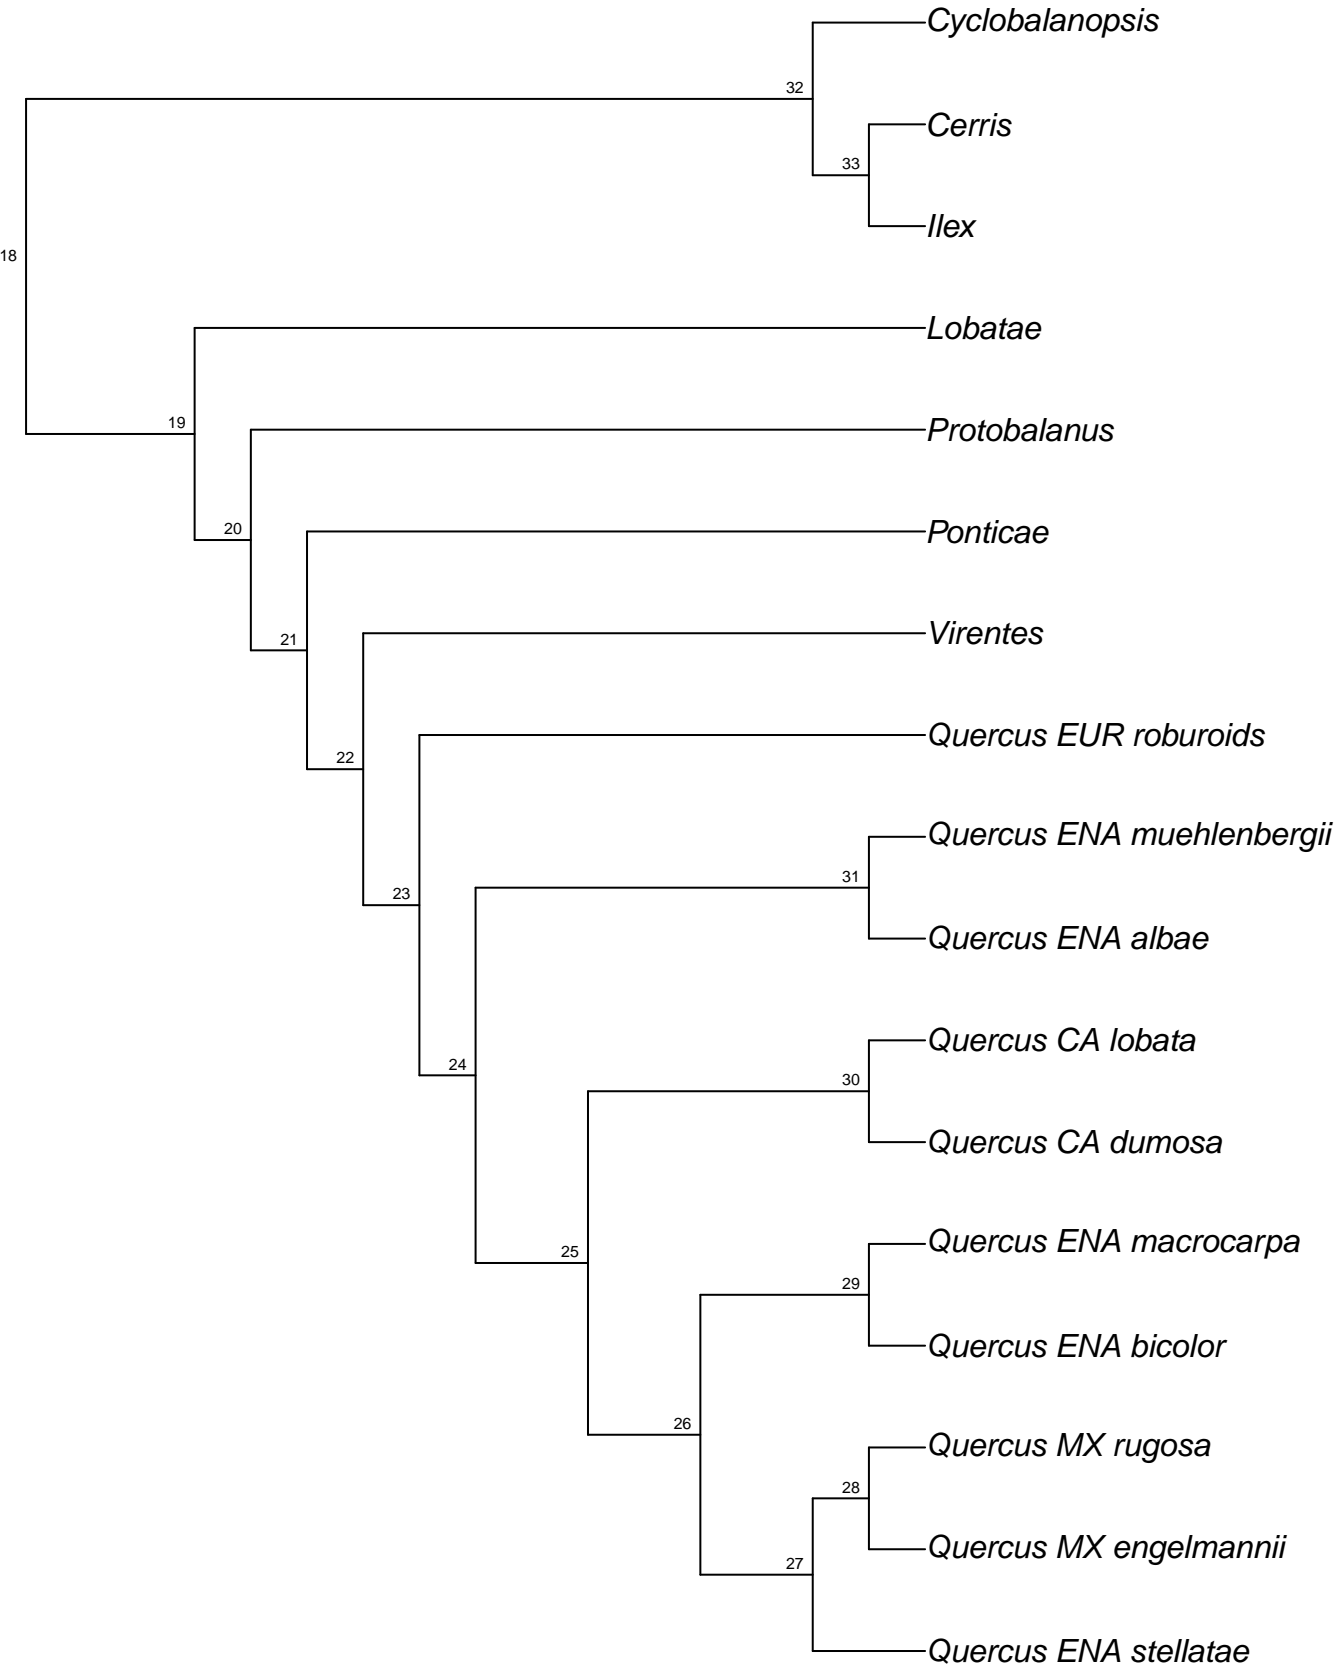 Cyclobalanopsis
32
Cerris
33
Ilex
18
Lobatae
19
Protobalanus
20
Ponticae
21
Virentes
22
Quercus EUR roburoids
Quercus ENA muehlenbergii
31
23
Quercus ENA albae
Quercus CA lobata
24
30
Quercus CA dumosa
Quercus ENA macrocarpa
25
29
Quercus ENA bicolor
26
Quercus MX rugosa
28
Quercus MX engelmannii
27
Quercus ENA stellatae